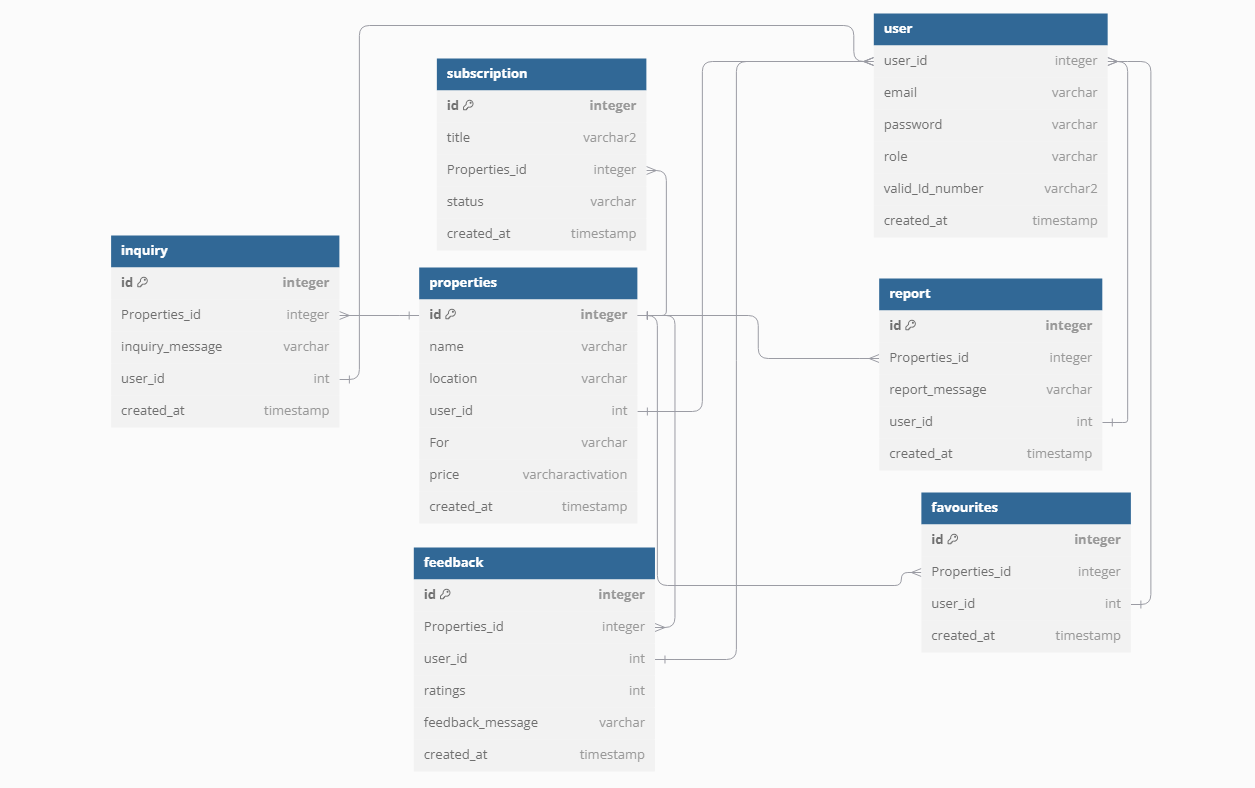 user
user_id integer
email varchar
password varchar
role varchar
valid_Id_number varchar2
created_at timestamp
subscription
id integer
title varchar2
Properties_id integer
status varchar
created_at timestamp
inquiry
id integer
Properties_id integer
inquiry_message varchar
user_id int
created_at timestamp
properties
id integer
name varchar
location varchar
user_id int
For varchar
price varcharactivation
created_at timestamp
report
id integer
Properties_id integer
report_message varchar
user_id int
created_at timestamp
favourites
id integer
Properties_id integer
user_id int
created_at timestamp
feedback
id integer
Properties_id integer
user_id int
ratings int
feedback_message varchar
created_at timestamp